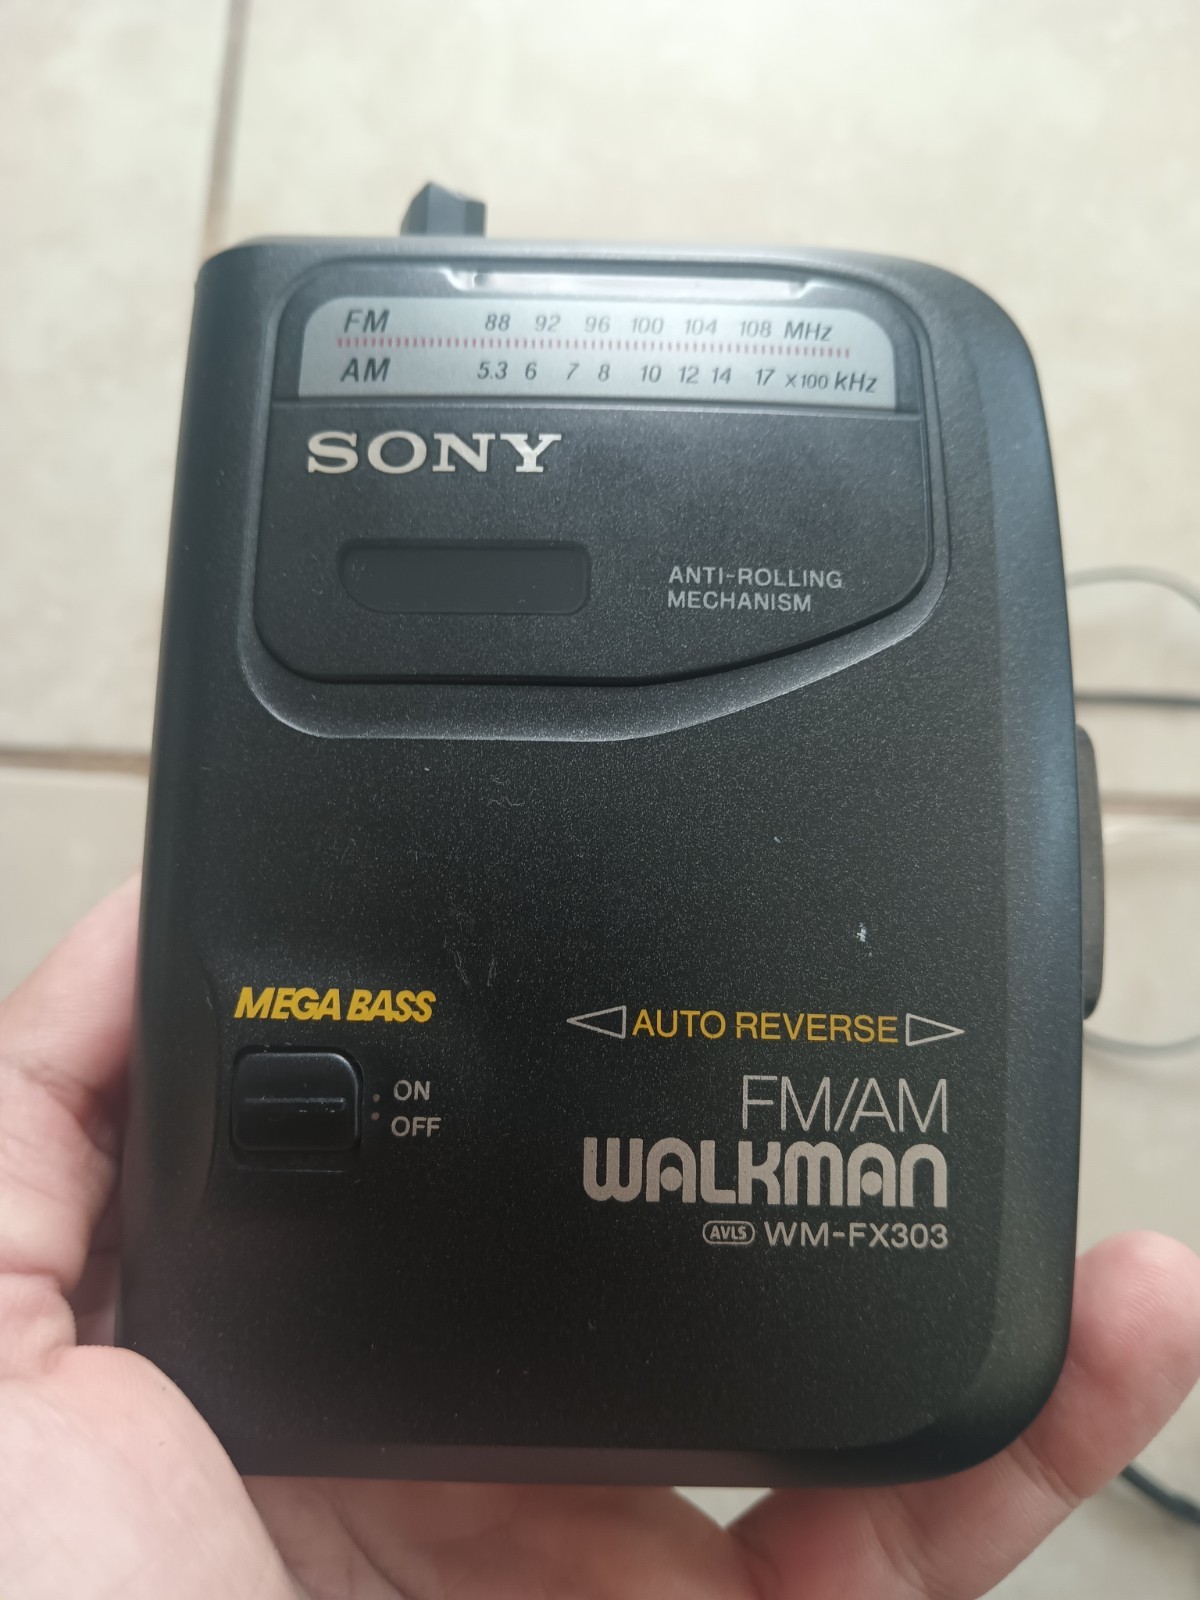 FM 88 92 96 100 104 108 MHz
AM 5.3 6 7 8 10 12 14 17 x100 kHz
SONY
ANTI-ROLLING
MECHANISM
MEGA BASS
ON
OFF
AUTO REVERSE
FM/AM
WALKMAN
AVLS WM-FX303